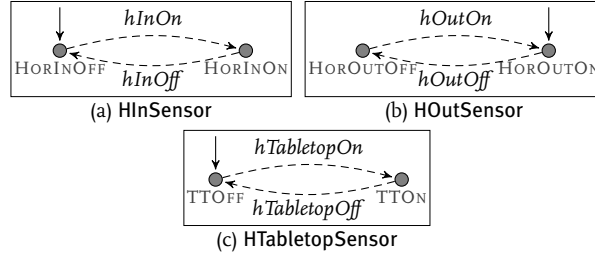 hInOn
HORINOFF
hInOff
HORINON
(a) HInSensor
hOutOn
HOROUTOFF
hOutOff
HOROUTON
(b) HOutSensor
hTabletopOn
TTOFF
hTabletopOff
TTON
(c) HTabletopSensor